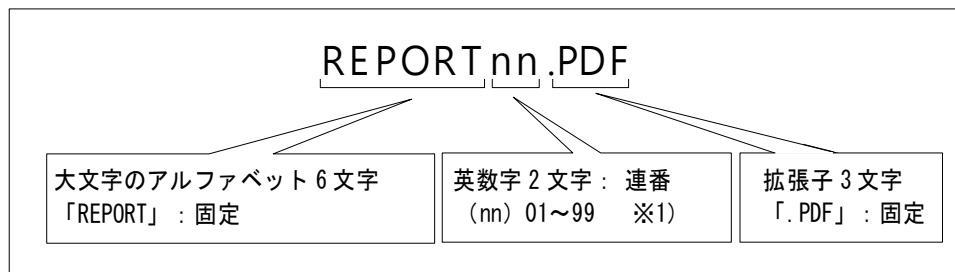 REPORTnn.PDF
大文字のアルファベット6文字
「REPORT」:固定
英数字2文字: 連番
(nn) 01～99 ※1)
拡張子3文字
「.PDF」:固定